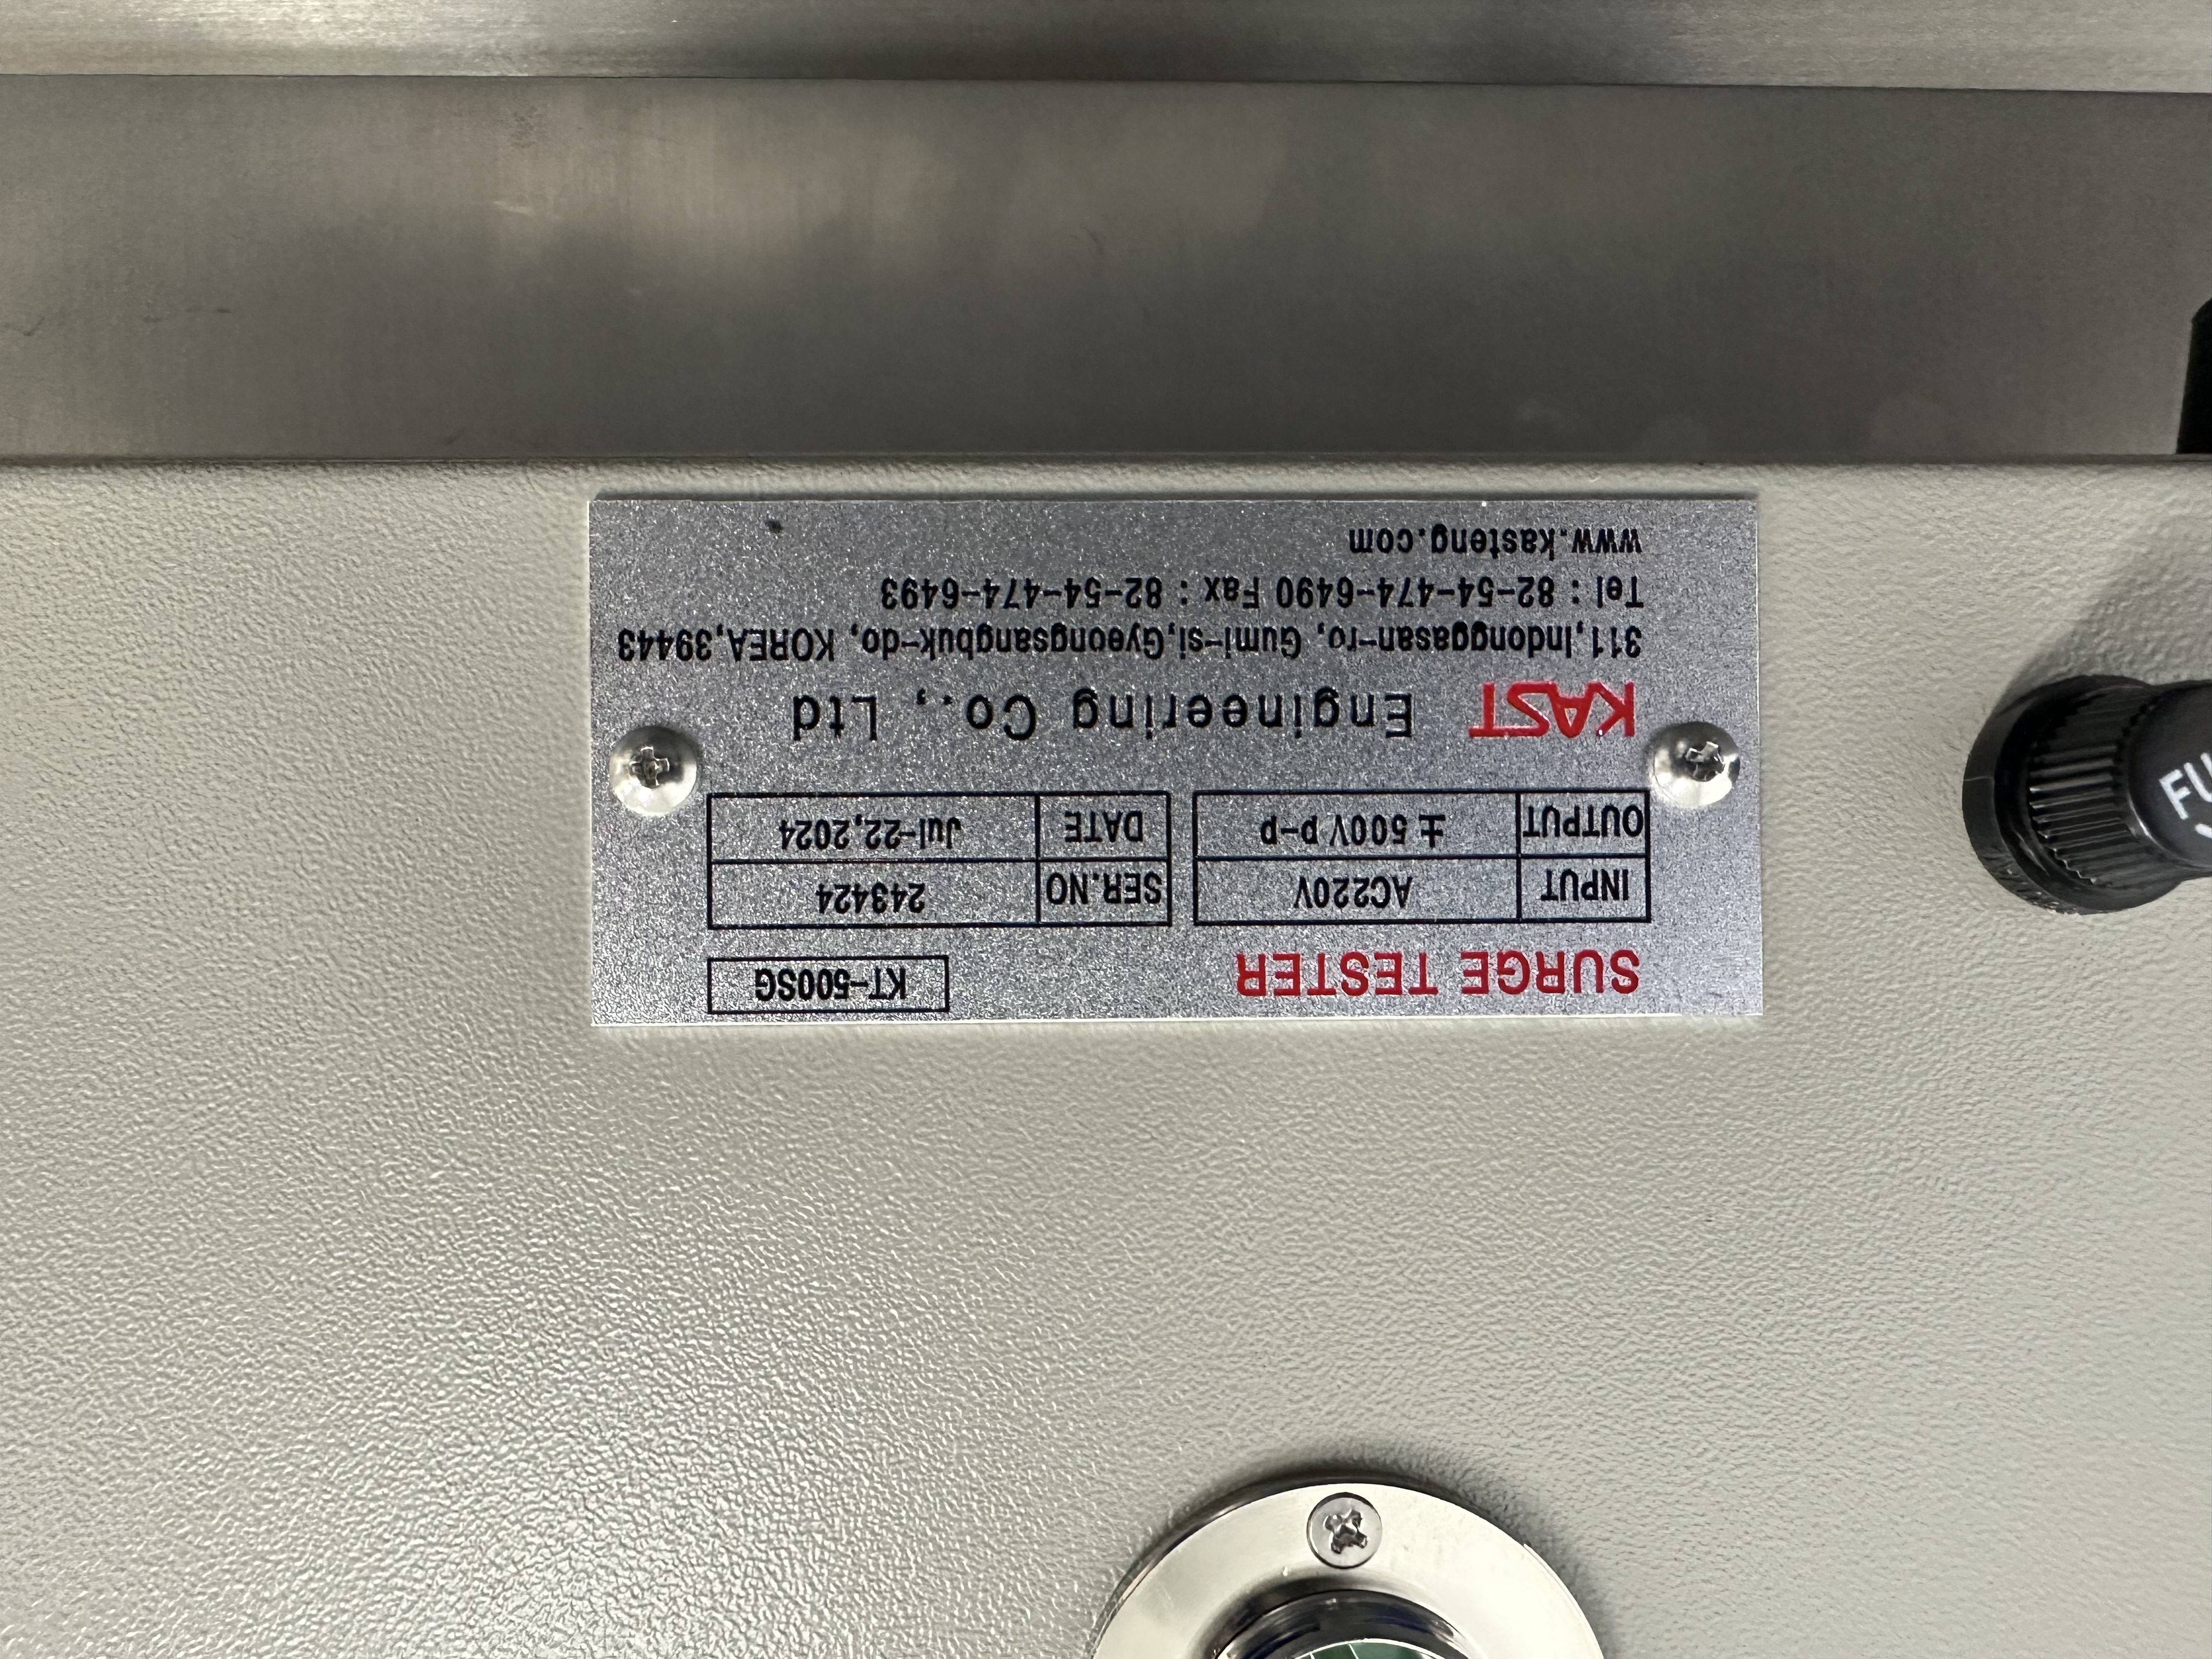 SURGE TESTER
KT-500SG
INPUT AC220V SER.NO 243424
OUTPUT ± 500V p-p DATE Jul-22,2024
KAST Engineering Co., Ltd
311,Indonggasan-ro, Gumi-si,Gyeongsangbuk-do, KOREA,39443
Tel : 82-54-474-6490 Fax : 82-54-474-6493
www.kasteng.com
FU